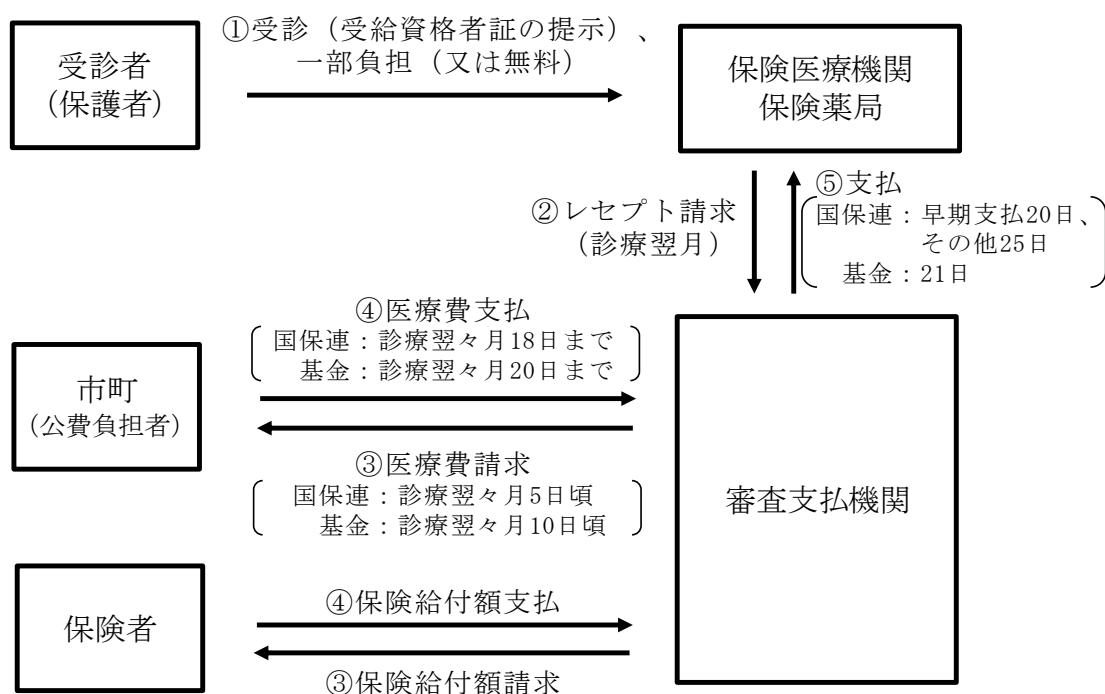 ①受診（受給資格者証の提示）、
一部負担（又は無料）
受診者
（保護者）
保険医療機関
保険薬局
②レセプト請求
（診療翌月）
⑤支払
国保連：早期支払20日、
その他25日
基金：21日
④医療費支払
国保連：診療翌々月18日まで
基金：診療翌々月20日まで
市町
（公費負担者）
③医療費請求
国保連：診療翌々月5日頃
基金：診療翌々月10日頃
審査支払機関
保険者
④保険給付額支払
③保険給付額請求